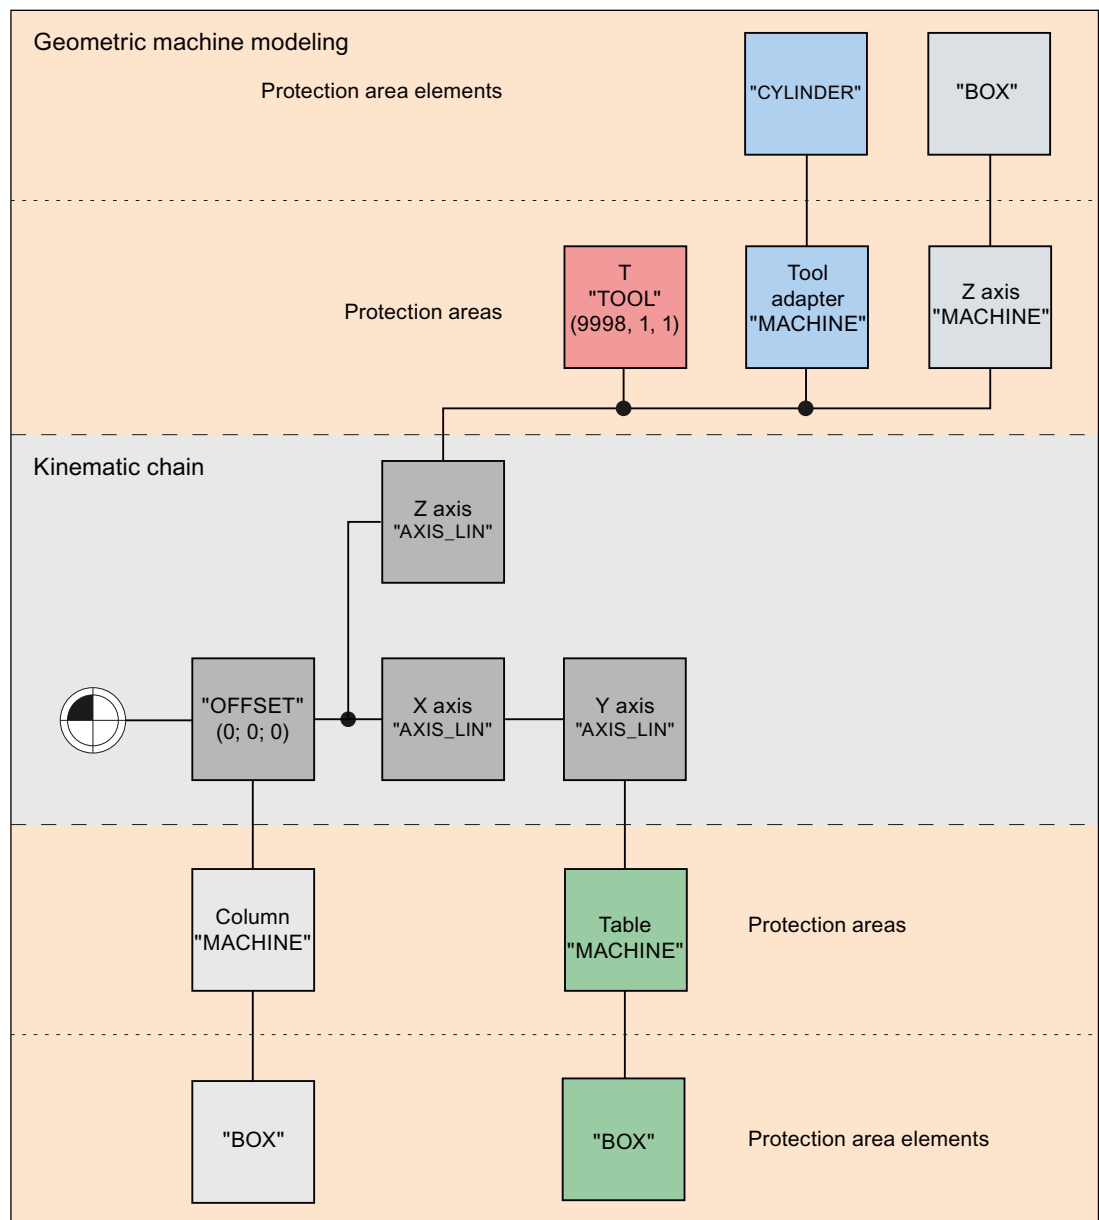 Geometric machine modeling
Protection area elements
"CYLINDER"
"BOX"
Protection areas
T
"TOOL"
(9998, 1, 1)
Tool
adapter
"MACHINE"
Z axis
"MACHINE"
Kinematic chain
Z axis
"AXIS_LIN"
"OFFSET"
(0; 0; 0)
X axis
"AXIS_LIN"
Y axis
"AXIS_LIN"
Column
"MACHINE"
Table
"MACHINE"
Protection areas
"BOX"
"BOX"
Protection area elements